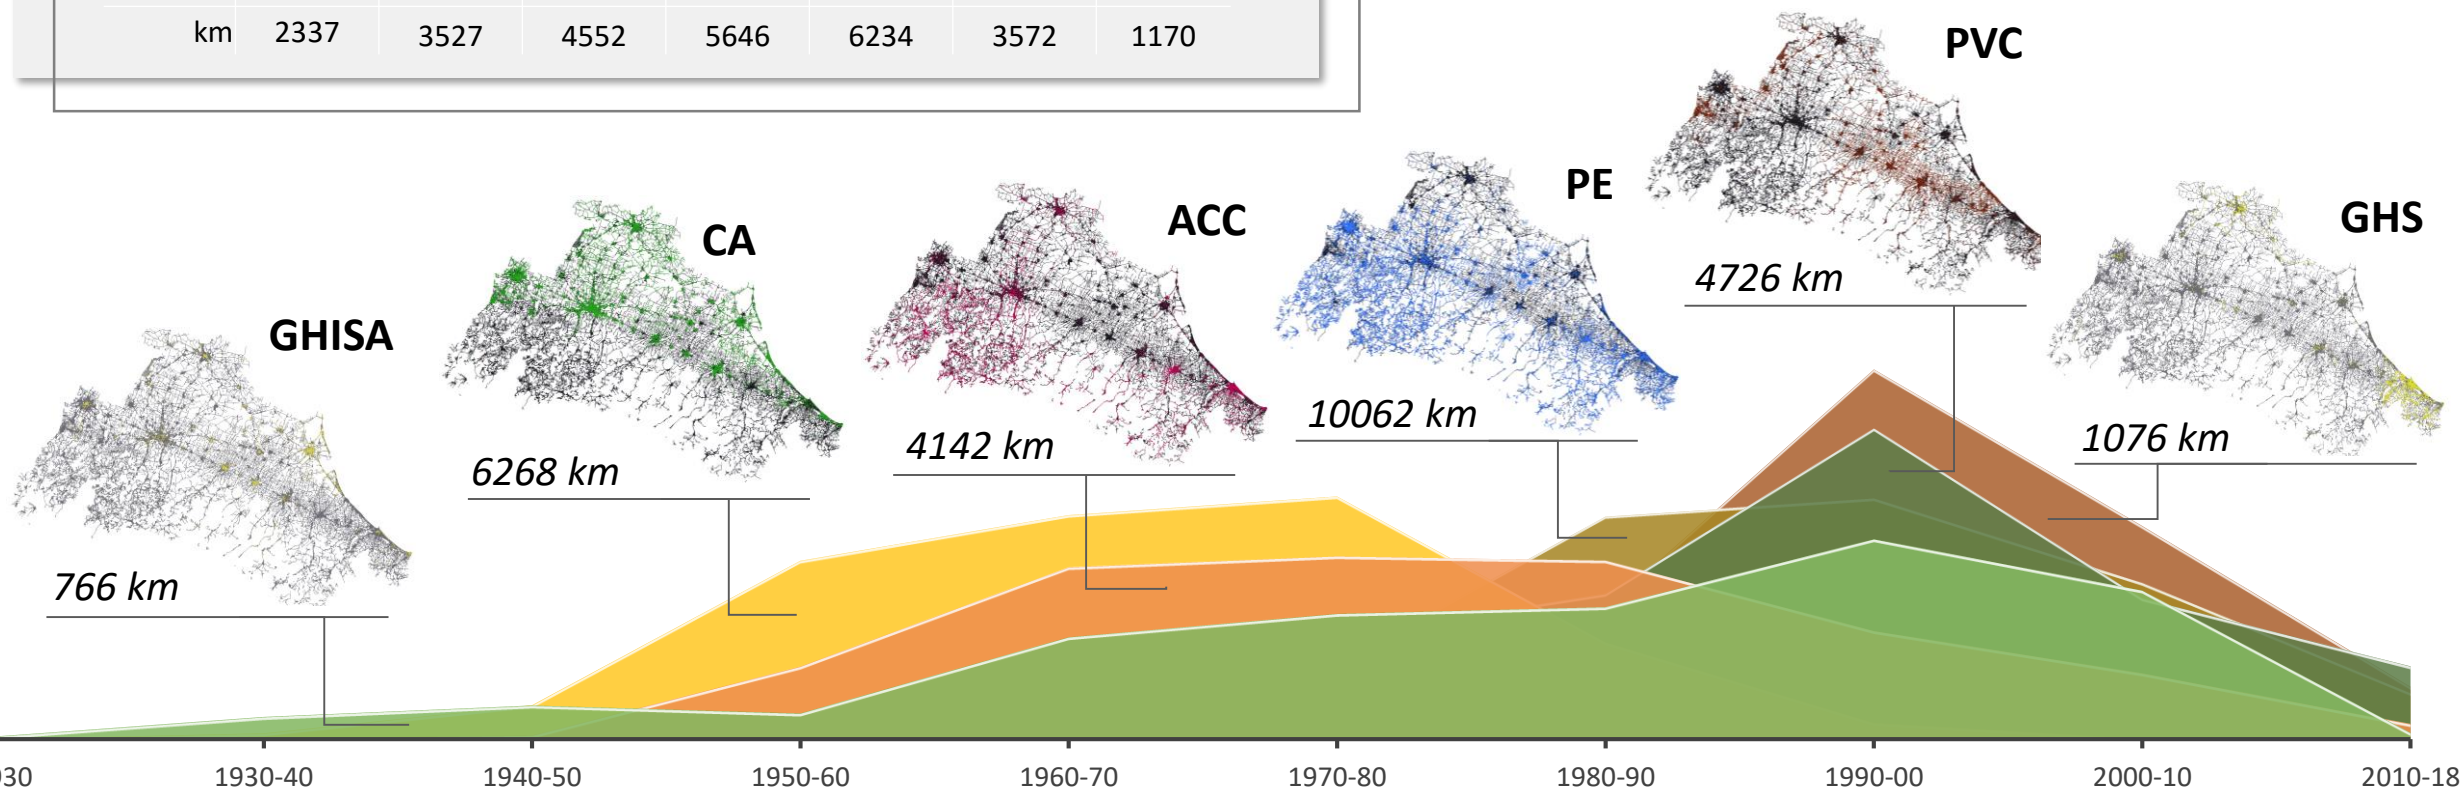 km 2337 3527 4552 5646 6234 3572 1170
PVC
PE
GHS
ACC
CA
4726 km
GHISA
10062 km
1076 km
4142 km
6268 km
766 km
30 1930-40 1940-50 1950-60 1960-70 1970-80 1980-90 1990-00 2000-10 2010-18